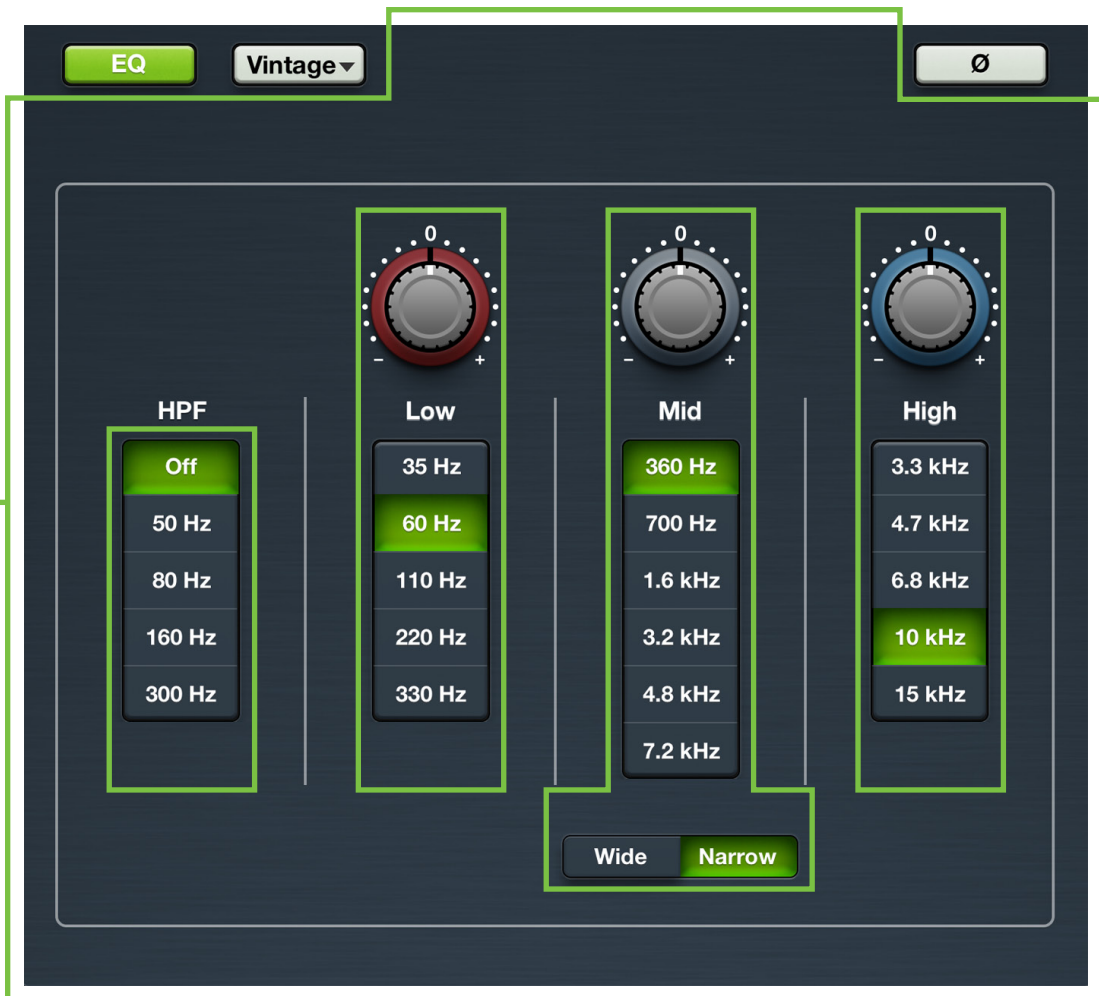 EQ
Vintage
Ø
0
0
0
- +
- +
- +
HPF
Low
Mid
High
Off
50 Hz
80 Hz
160 Hz
300 Hz
35 Hz
60 Hz
110 Hz
220 Hz
330 Hz
360 Hz
700 Hz
1.6 kHz
3.2 kHz
4.8 kHz
7.2 kHz
3.3 kHz
4.7 kHz
6.8 kHz
10 kHz
15 kHz
Wide
Narrow